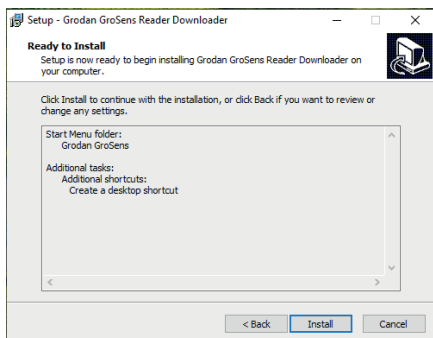 Setup - Grodan GroSens Reader Downloader
Ready to Install
Setup is now ready to begin installing Grodan GroSens Reader Downloader on
your computer.
Click Install to continue with the installation, or click Back if you want to review or
change any settings.
Start Menu folder:
Grodan GroSens
Additional tasks:
Additional shortcuts:
Create a desktop shortcut
< Back
Install
Cancel